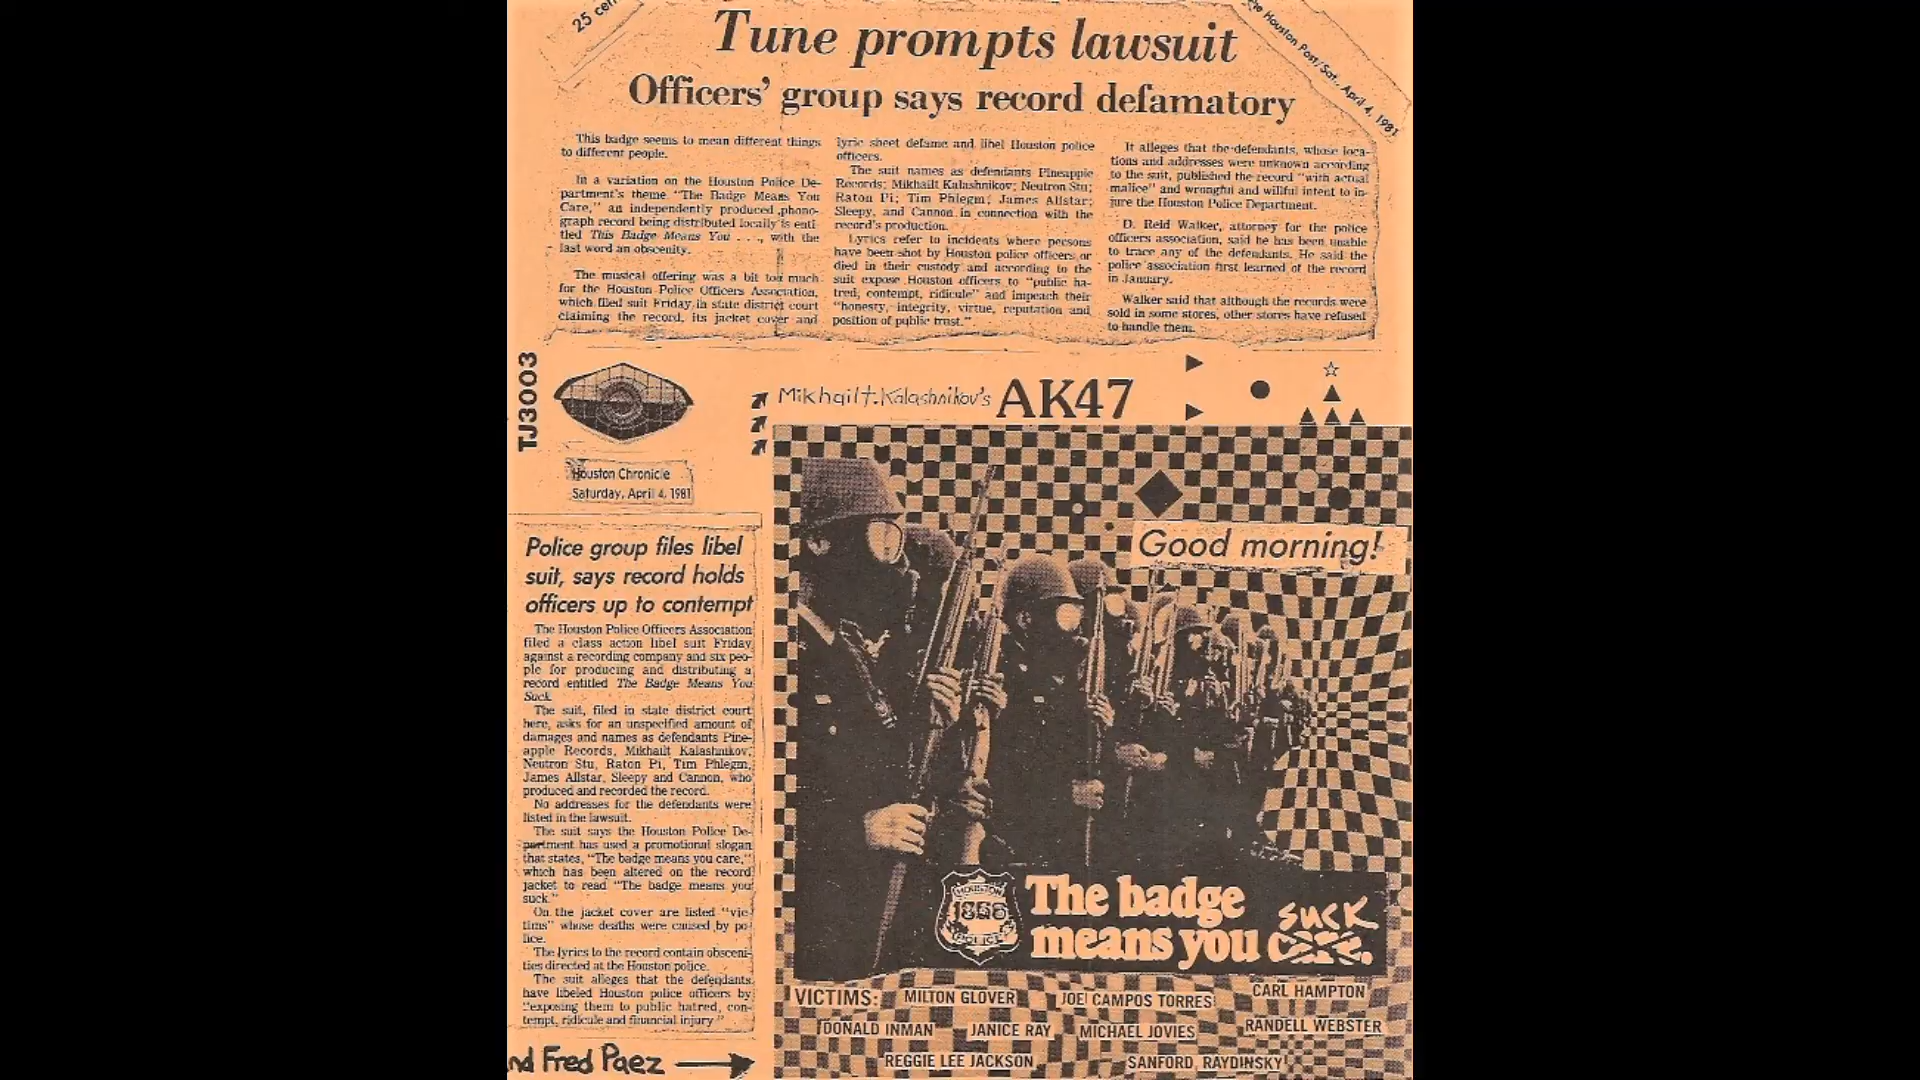 25 cen
The Houston Post/Sat., April 4, 1981
Tune prompts lawsuit
Officers' group says record defamatory
This badge seems to mean different things
to different people.
In a variation on the Houston Police De-
partment's theme "The Badge Means You
Care," an independently produced phono-
graph record being distributed locally is enti-
tled This Badge Means You . . ., with the
last word an obscenity.
The musical offering was a bit too much
for the Houston Police Officers Association,
which filed suit Friday in state district court
claiming the record, its jacket cover and
lyric sheet defame and libel Houston police
officers.
The suit names as defendants Pineapple
Records; Mikhailt Kalashnikov; Neutron Stu;
Raton Pi; Tim Phlegm; James Allstar;
Sleepy, and Cannon in connection with the
record's production.
Lyrics refer to incidents where persons
have been shot by Houston police officers or
died in their custody and according to the
suit expose Houston officers to "public ha-
tred, contempt, ridicule" and impeach their
"honesty, integrity, virtue, reputation and
position of public trust."
It alleges that the defendants, whose loca-
tions and addresses were unknown according
to the suit, published the record "with actual
malice" and wrongful and willful intent to in-
jure the Houston Police Department.
D. Reid Walker, attorney for the police
officers association, said he has been unable
to trace any of the defendants. He said the
police association first learned of the record
in January.
Walker said that although the records were
sold in some stores, other stores have refused
to handle them.
TJ3003
Mikhailt.Kalashnikov's AK47
Houston Chronicle
Saturday, April 4, 1981
Police group files libel
suit, says record holds
officers up to contempt
The Houston Police Officers Association
filed a class action libel suit Friday
against a recording company and six peo-
ple for producing and distributing a
record entitled The Badge Means You
Suck.
The suit, filed in state district court
here, asks for an unspecified amount of
damages and names as defendants Pine-
apple Records, Mikhailt Kalashnikov,
Neutron Stu, Raton Pi, Tim Phlegm,
James Allstar, Sleepy and Cannon, who
produced and recorded the record.
No addresses for the defendants were
listed in the lawsuit.
The suit says the Houston Police De-
partment has used a promotional slogan
that states, "The badge means you care,"
which has been altered on the record
jacket to read "The badge means you
suck."
On the jacket cover are listed "vic-
tims" whose deaths were caused by po-
lice.
The lyrics to the record contain obsceni-
ties directed at the Houston police.
The suit alleges that the defendants
have libeled Houston police officers by
"exposing them to public hatred, con-
tempt, ridicule and financial injury."
nd Fred Paez
Good morning!
HOUSTON
POLICE
The badge
means you care.
suck
VICTIMS: MILTON GLOVER JOE CAMPOS TORRES CARL HAMPTON
DONALD INMAN JANICE RAY MICHAEL JOVIES RANDELL WEBSTER
REGGIE LEE JACKSON SANFORD RAYDINSKY